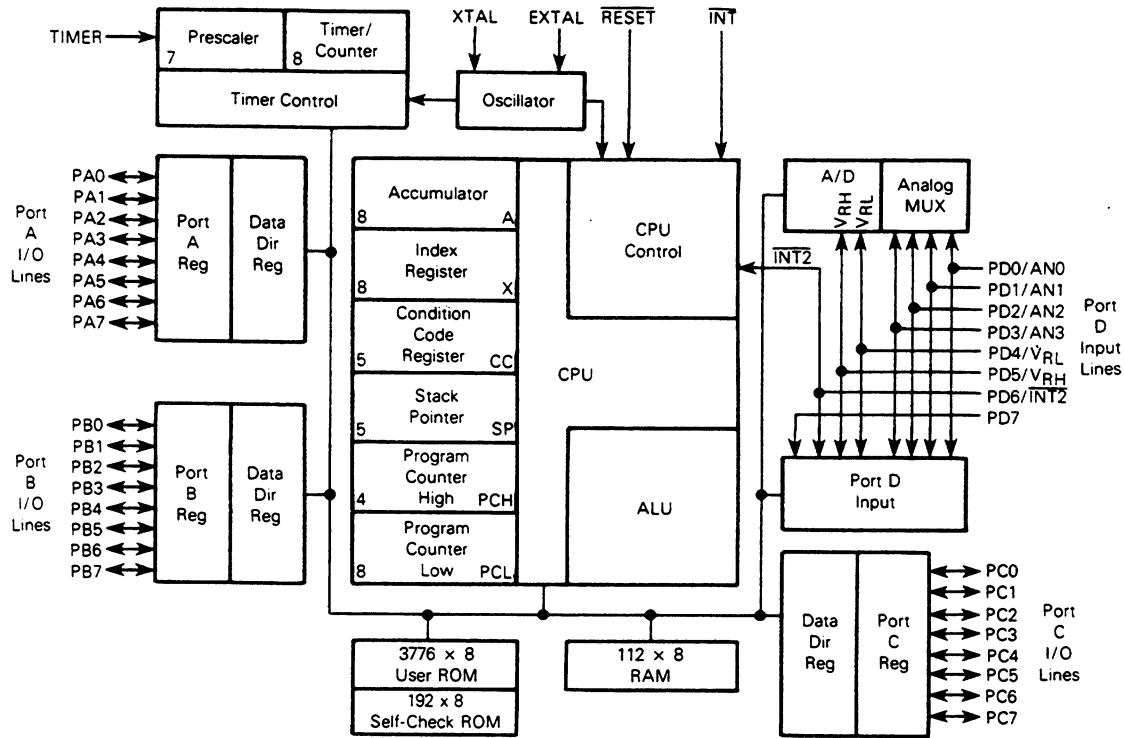 XTAL EXTAL RESET INT
TIMER
Prescaler
7
Timer/
Counter
8
Timer Control
Oscillator
PA0
PA1
PA2
PA3
PA4
PA5
PA6
PA7
Port
A
I/O
Lines
Port
A
Reg
Data
Dir
Reg
PB0
PB1
PB2
PB3
PB4
PB5
PB6
PB7
Port
B
I/O
Lines
Port
B
Reg
Data
Dir
Reg
Accumulator
8 A
Index
Register
8 X
Condition
Code
Register
5 CC
Stack
Pointer
5 SP
Program
Counter
High
4 PCH
Program
Counter
Low
8 PCL
CPU
CPU
Control
ALU
INT2
A/D
VRH
VRL
Analog
MUX
PD0/AN0
PD1/AN1
PD2/AN2
PD3/AN3
PD4/VRL
PD5/VRH
PD6/INT2
PD7
Port
D
Input
Lines
Port D
Input
Data
Dir
Reg
Port
C
Reg
PC0
PC1
PC2
PC3
PC4
PC5
PC6
PC7
Port
C
I/O
Lines
3776 × 8
User ROM
192 x 8
Self-Check ROM
112 × 8
RAM